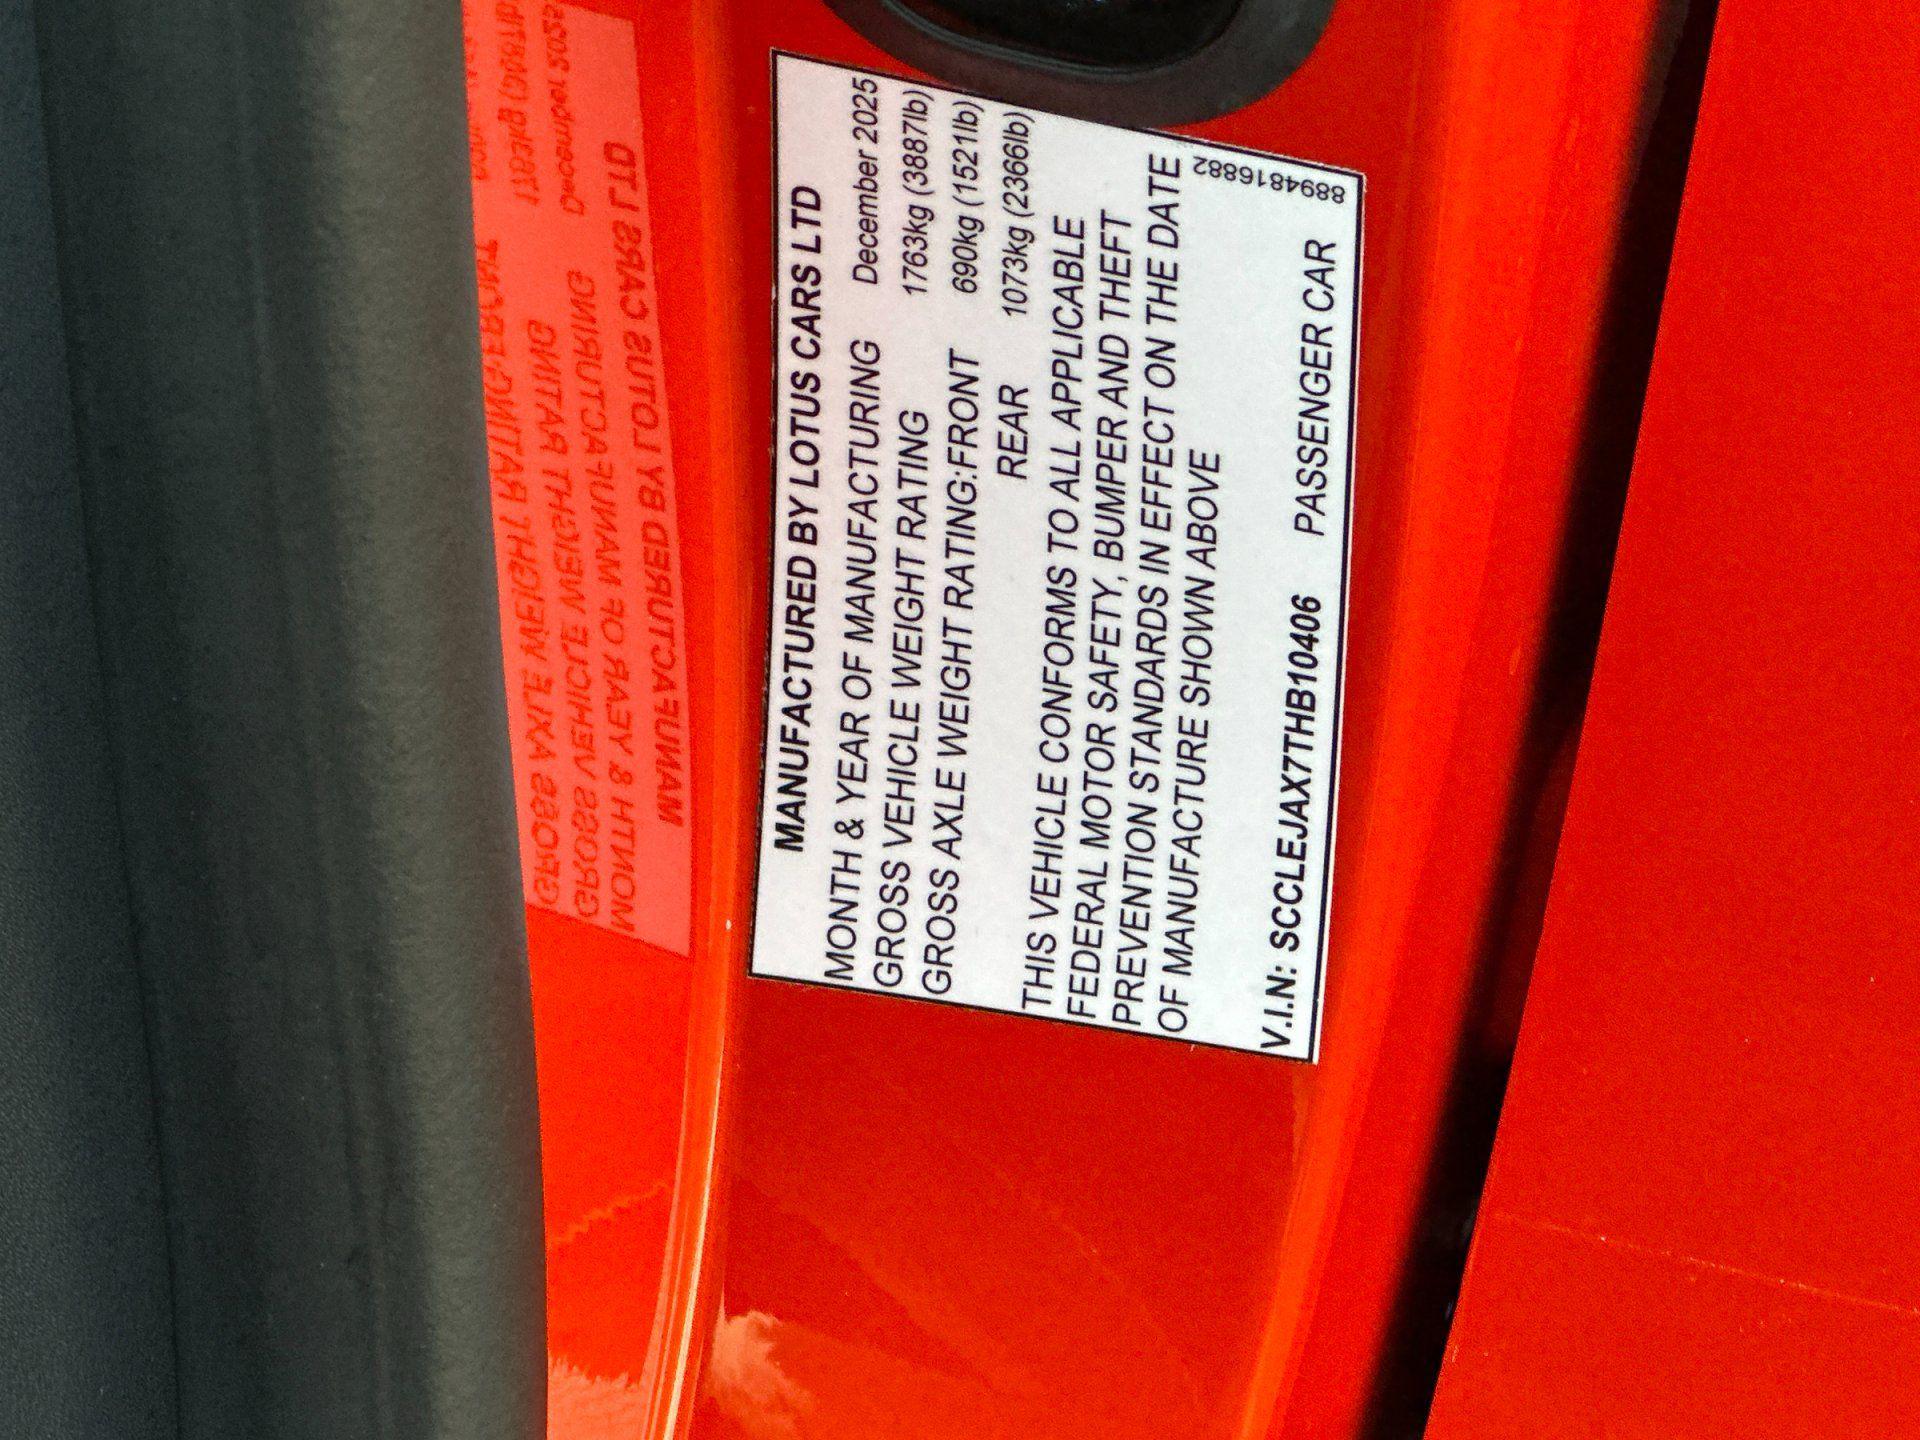 MANUFACTURED BY LOTUS CARS LTD
MONTH & YEAR OF MANUFACTURING December 2025
GROSS VEHICLE WEIGHT RATING 1763kg (3887lb)
GROSS AXLE WEIGHT RATING:FRONT 690kg (1521lb)
REAR 1073kg (2366lb)
THIS VEHICLE CONFORMS TO ALL APPLICABLE
FEDERAL MOTOR SAFETY, BUMPER AND THEFT
PREVENTION STANDARDS IN EFFECT ON THE DATE
OF MANUFACTURE SHOWN ABOVE
8894816882
V.I.N: SCCLEJAX7THB10406 PASSENGER CAR